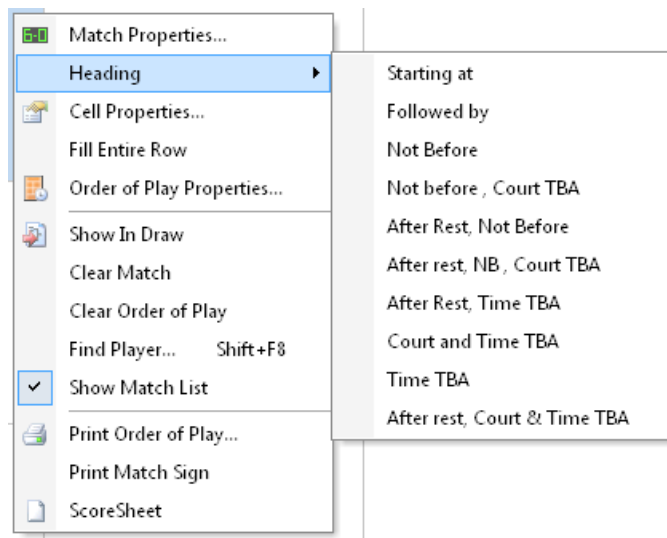 6-0 Match Properties...
Heading
Cell Properties...
Fill Entire Row
Order of Play Properties...
Show In Draw
Clear Match
Clear Order of Play
Find Player... Shift+F8
Show Match List
Print Order of Play...
Print Match Sign
ScoreSheet
Starting at
Followed by
Not Before
Not before , Court TBA
After Rest, Not Before
After rest, NB , Court TBA
After Rest, Time TBA
Court and Time TBA
Time TBA
After rest, Court & Time TBA